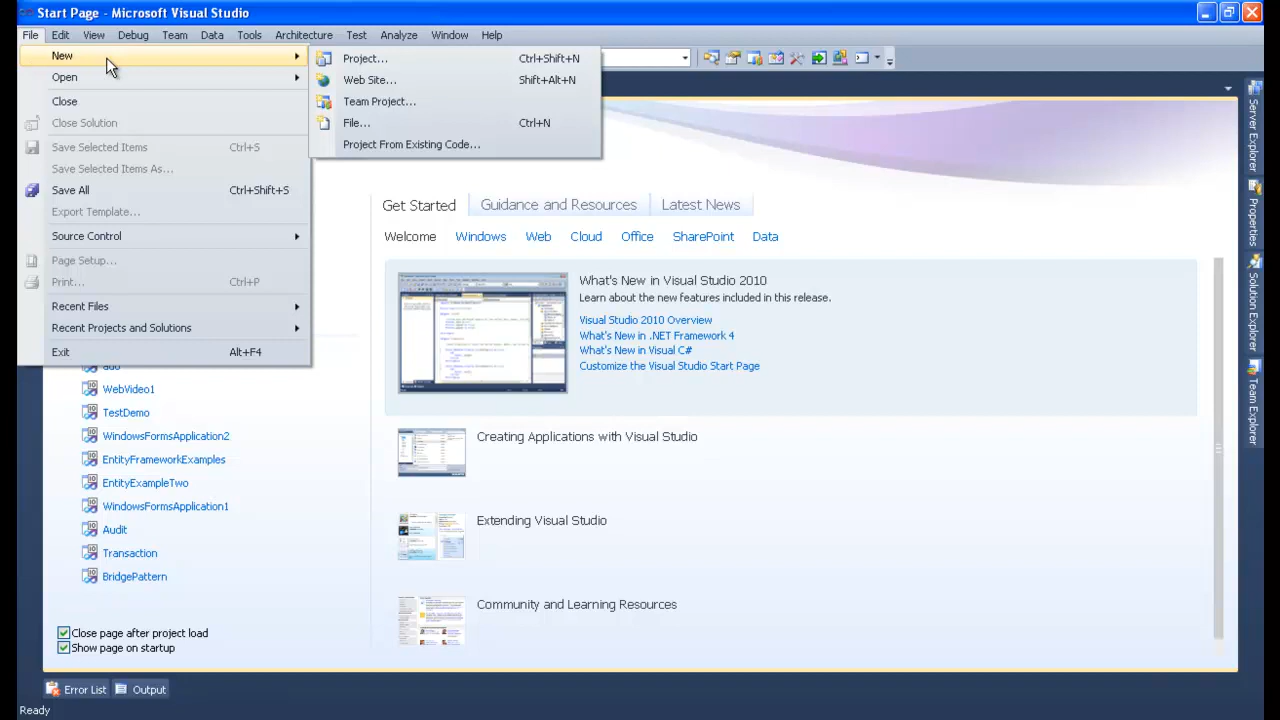 Start Page - Microsoft Visual Studio
File Edit View Debug Team Data Tools Architecture Test Analyze Window Help
New
Open
Close
Close Solution
Save Selected Items Ctrl+S
Save Selected Items As...
Save All Ctrl+Shift+S
Export Template...
Source Control
Page Setup...
Print... Ctrl+P
Recent Files
Recent Projects and Solutions
Exit Alt+F4
Project... Ctrl+Shift+N
Web Site... Shift+Alt+N
Team Project...
File... Ctrl+N
Project From Existing Code...
Get Started Guidance and Resources Latest News
Welcome Windows Web Cloud Office SharePoint Data
What's New in Visual Studio 2010
Learn about the new features included in this release.
Visual Studio 2010 Overview
What's New in .NET Framework 4
What's New in Visual C#
Customize the Visual Studio Start Page
Creating Applications with Visual Studio
Extending Visual Studio
Community and Learning Resources
WebVideo1
TestDemo
WindowsFormsApplication2
EntityFrameworkExamples
EntityExampleTwo
WindowsFormsApplication1
Audit
Transaction
BridgePattern
Close page after project load
Show page on startup
Server Explorer
Properties
Solution Explorer
Team Explorer
Error List Output
Ready